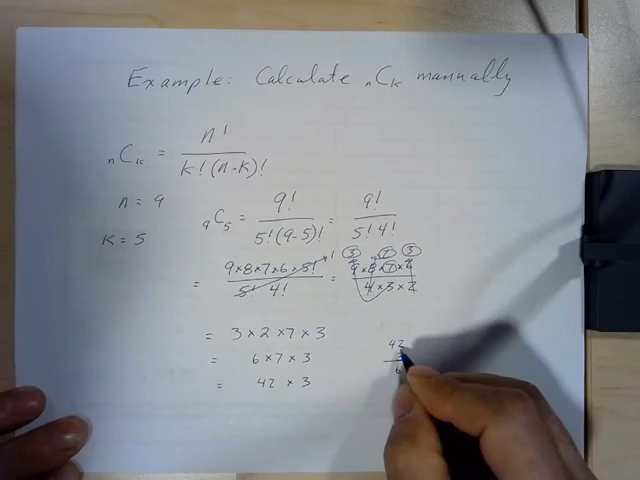 Example: Calculate ₙCₖ manually
ₙCₖ = n! / k!(n-k)!
n = 9
k = 5
₉C₅ = 9! / 5!(9-5)! = 9! / 5! 4!
= 9×8×7×6×5! / 5! 4! = 9×8×7×6 / 4×3×2
= 3×2×7×3
= 6×7×3
= 42×3
42
6